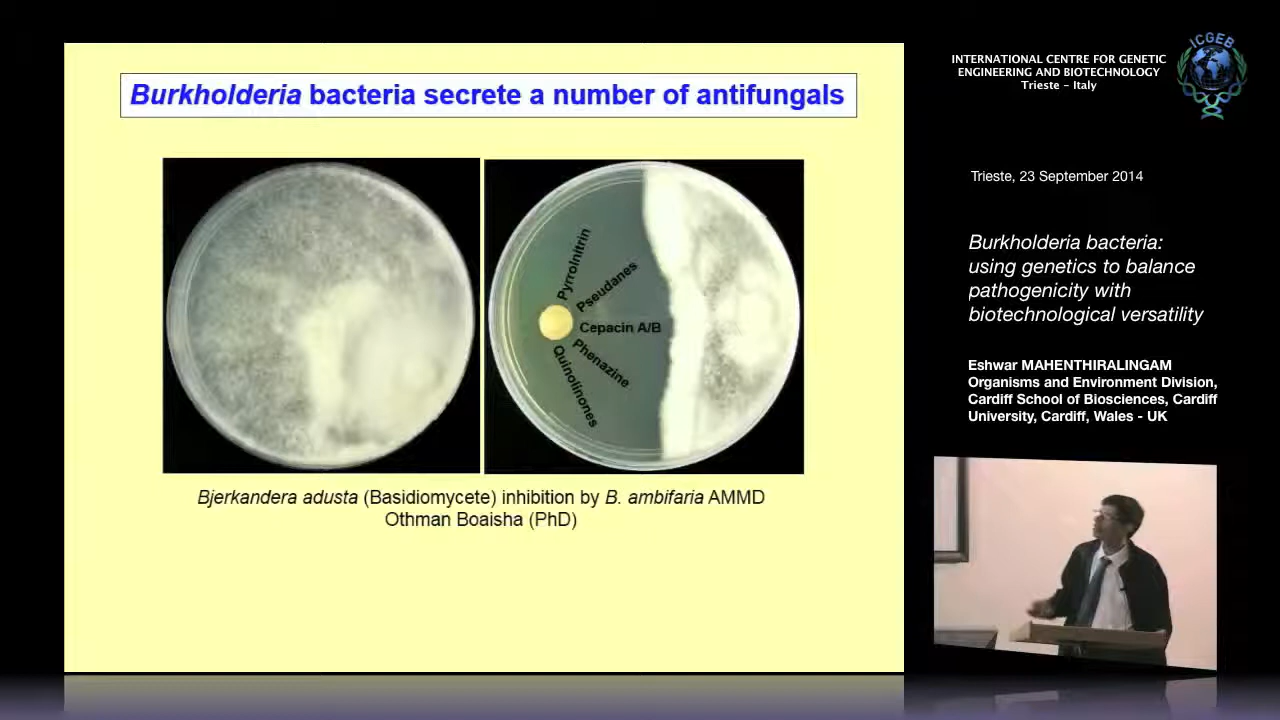 Burkholderia bacteria secrete a number of antifungals
Pyrrolnitrin
Pseudanes
Cepacin A/B
Phenazine
Quinolinones
Bjerkandera adusta (Basidiomycete) inhibition by B. ambifaria AMMD
Othman Boaisha (PhD)
INTERNATIONAL CENTRE FOR GENETIC
ENGINEERING AND BIOTECHNOLOGY
Trieste - Italy
ICGEB
Trieste, 23 September 2014
Burkholderia bacteria:
using genetics to balance
pathogenicity with
biotechnological versatility
Eshwar MAHENTHIRALINGAM
Organisms and Environment Division,
Cardiff School of Biosciences, Cardiff
University, Cardiff, Wales - UK